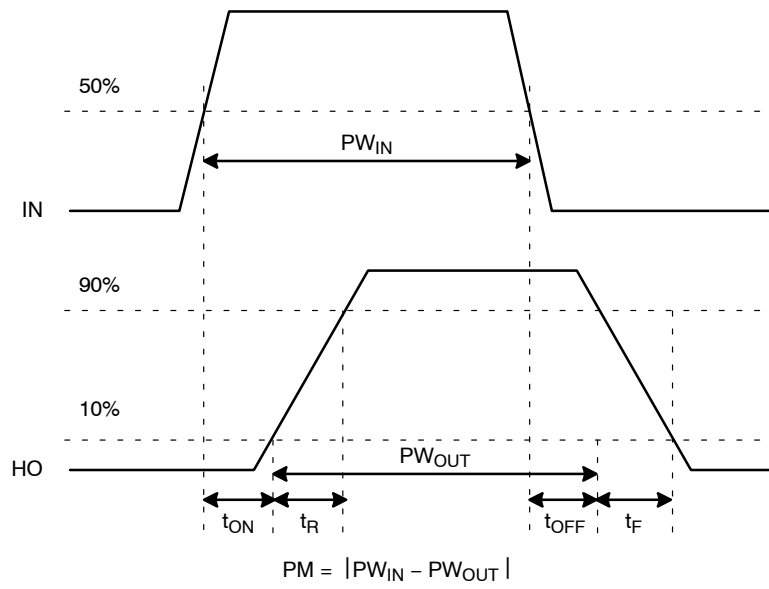 50%
PW_IN
IN
90%
10%
HO
PW_OUT
t_ON t_R t_OFF t_F
PM = |PW_IN – PW_OUT|